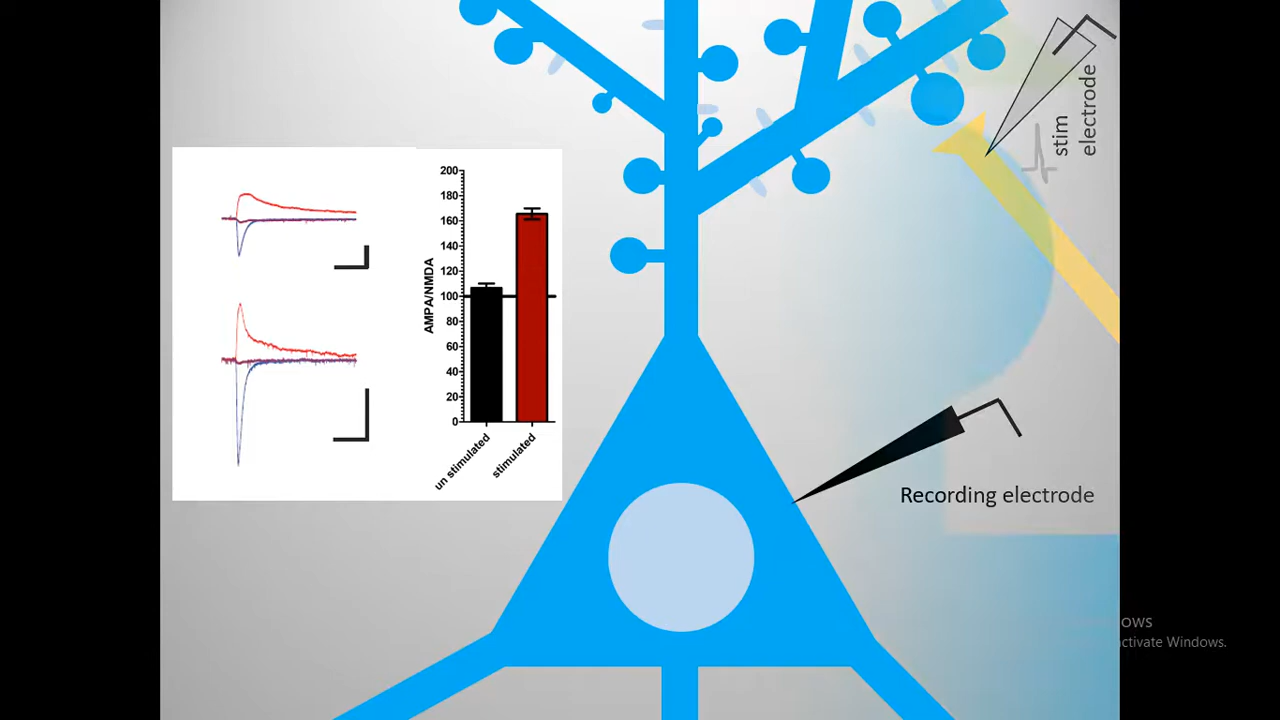 200
180
160
140
120
100
80
60
40
20
0
AMPA/NMDA
un stimulated
stimulated
stim
electrode
Recording electrode
ows
ctivate Windows.